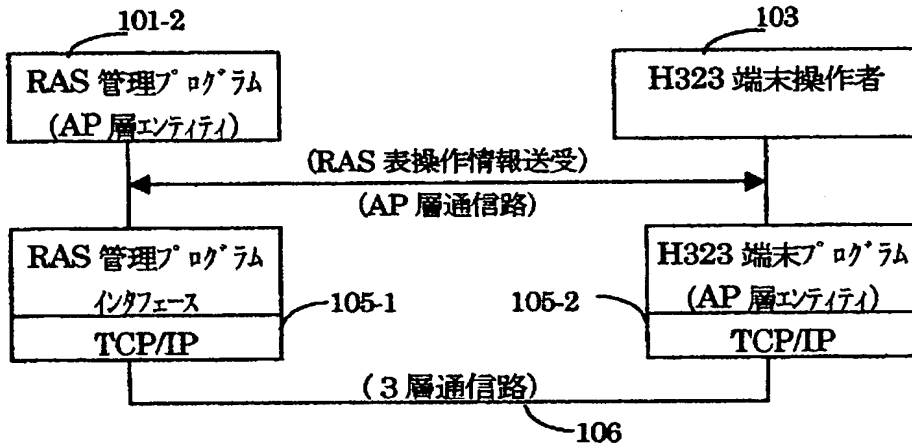 101-2
103
RAS 管理プログラム
(AP 層エンティティ)
H323 端末操作者
(RAS 表操作情報送受)
(AP 層通信路)
RAS 管理プログラム
インタフェース
TCP/IP
105-1
105-2
H323 端末プログラム
(AP 層エンティティ)
TCP/IP
(3層通信路)
106